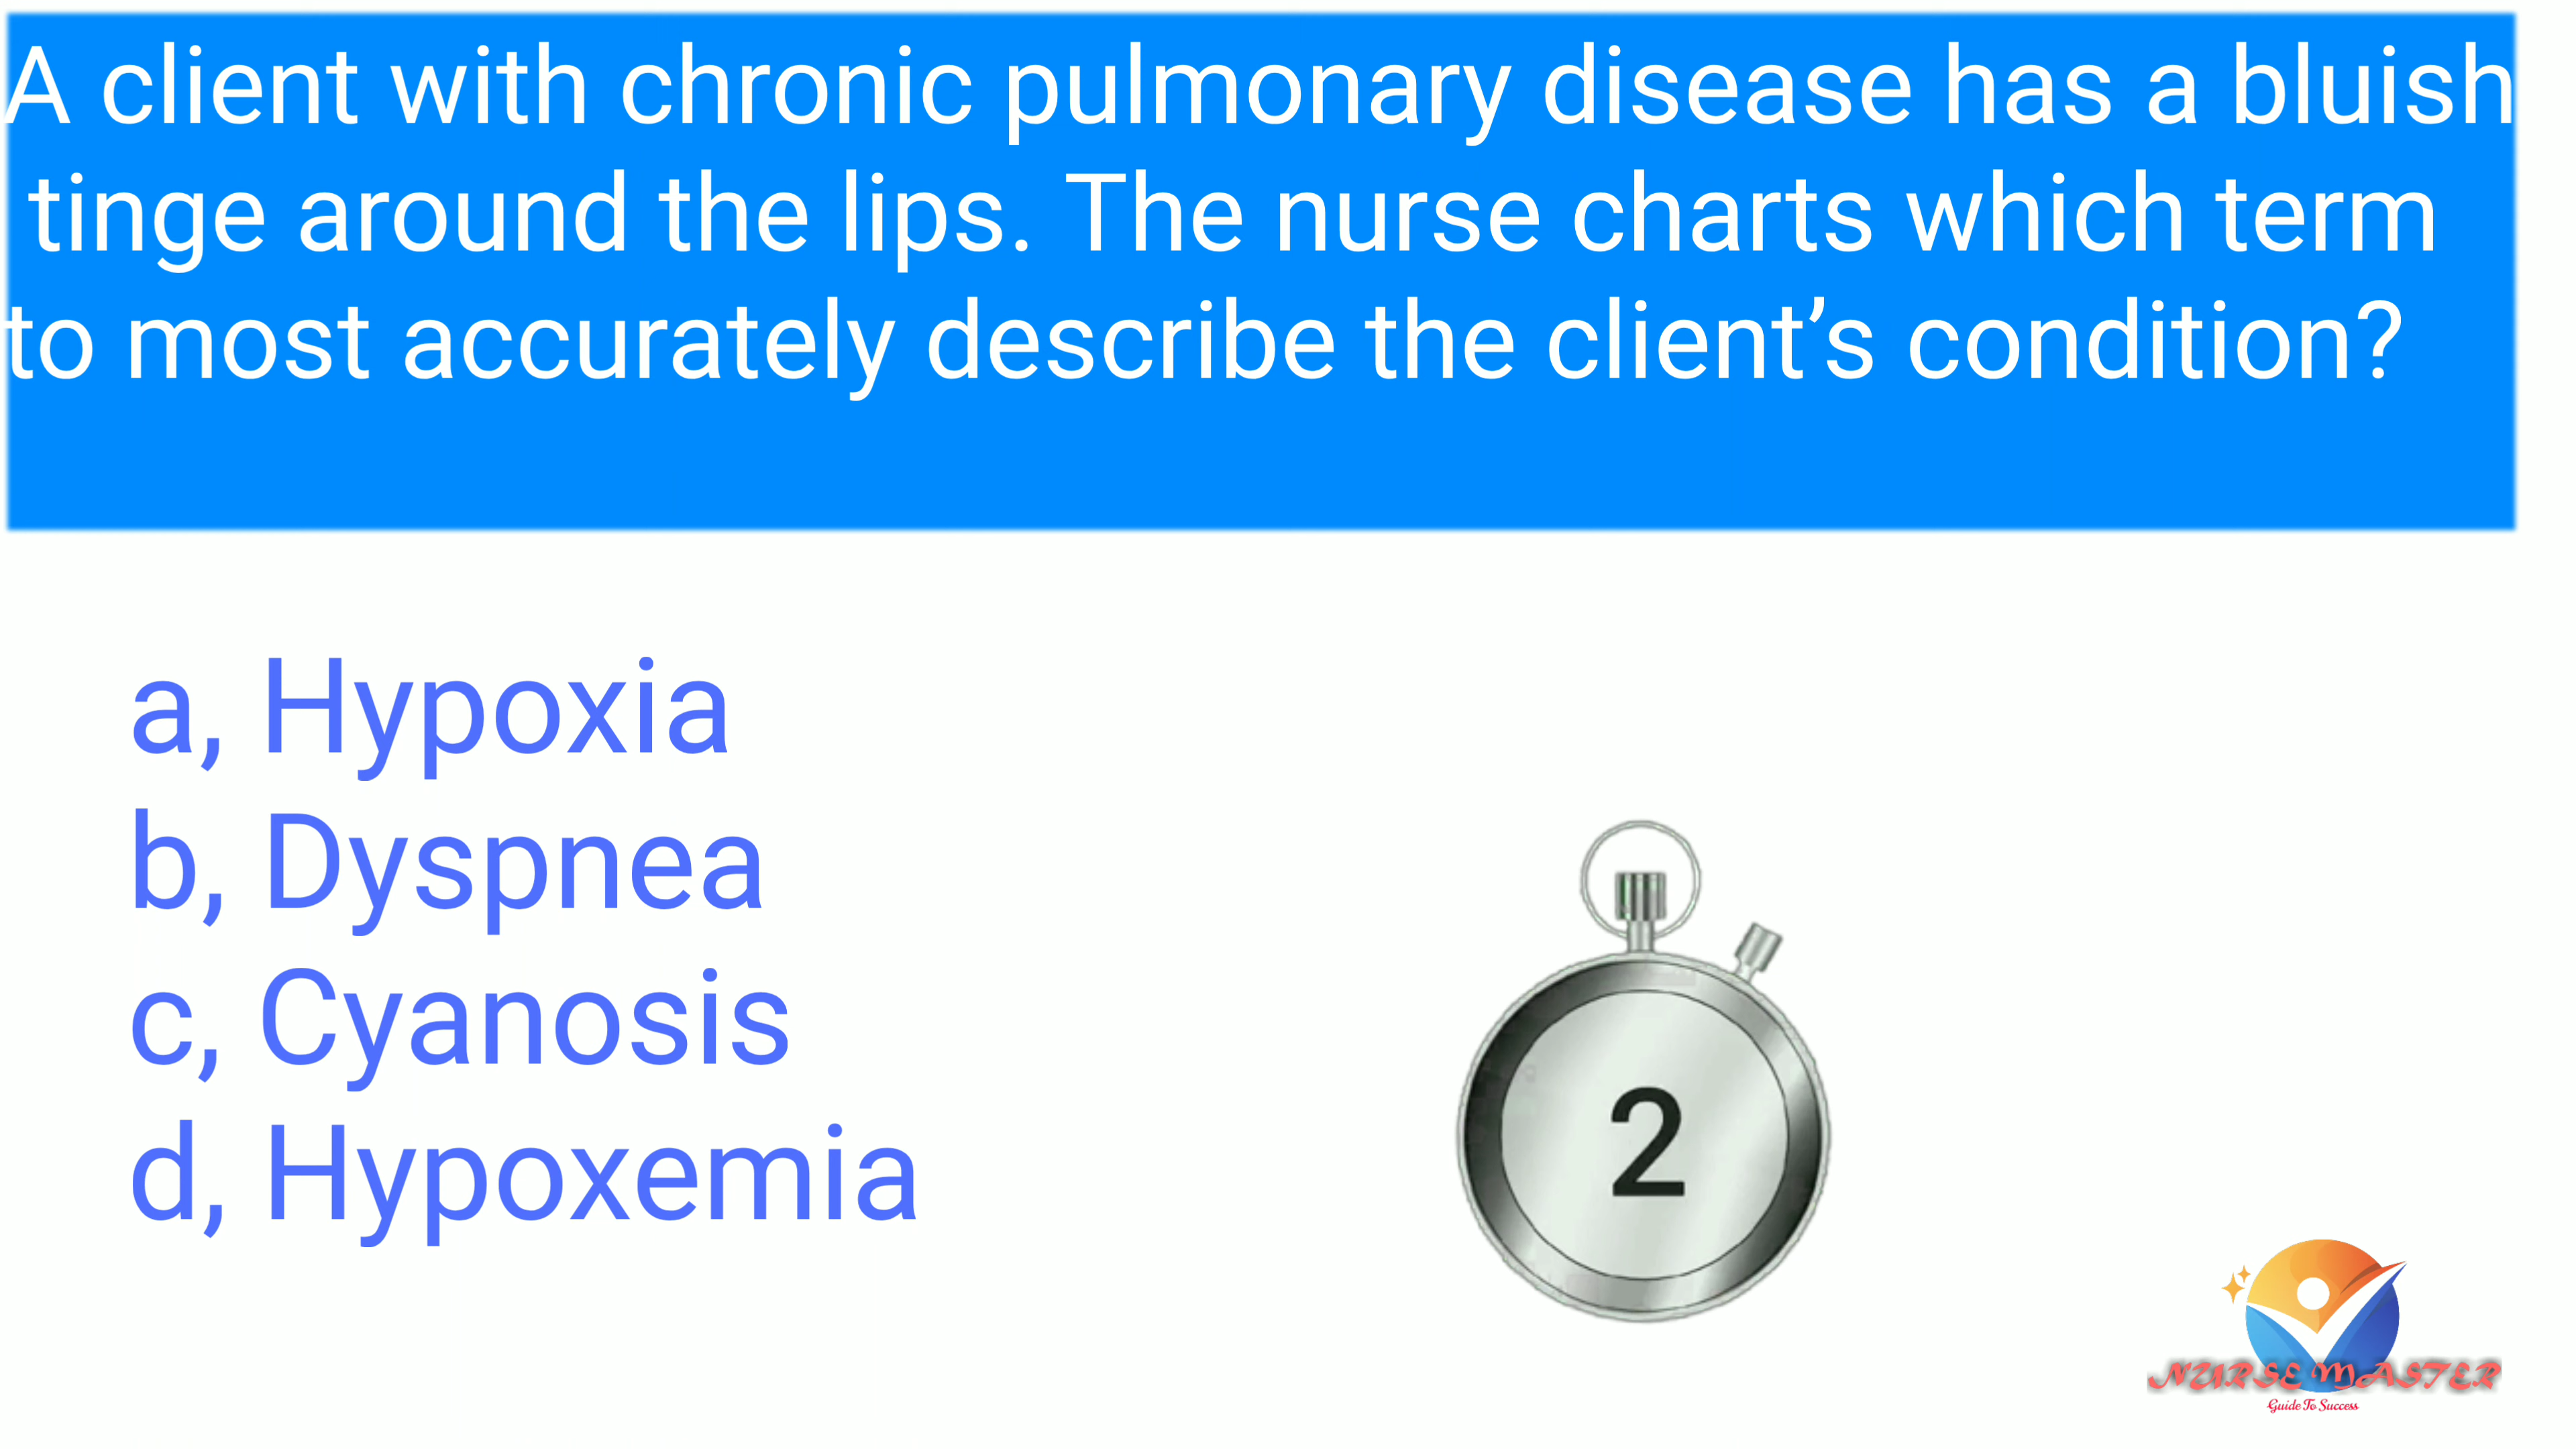 A client with chronic pulmonary disease has a bluish
tinge around the lips. The nurse charts which term
to most accurately describe the client’s condition?
a, Hypoxia
b, Dyspnea
c, Cyanosis
d, Hypoxemia
2
NURSE MASTER
Guide To Success